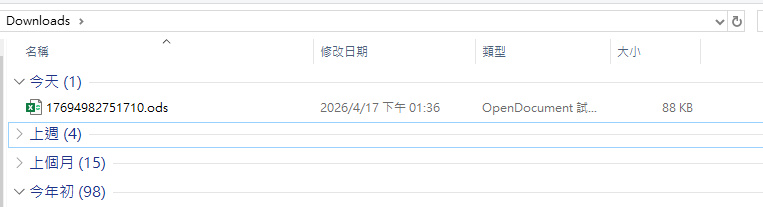 Downloads
名稱 修改日期 類型 大小
今天 (1)
17694982751710.ods 2026/4/17 下午 01:36 OpenDocument 試... 88 KB
上週 (4)
上個月 (15)
今年初 (98)